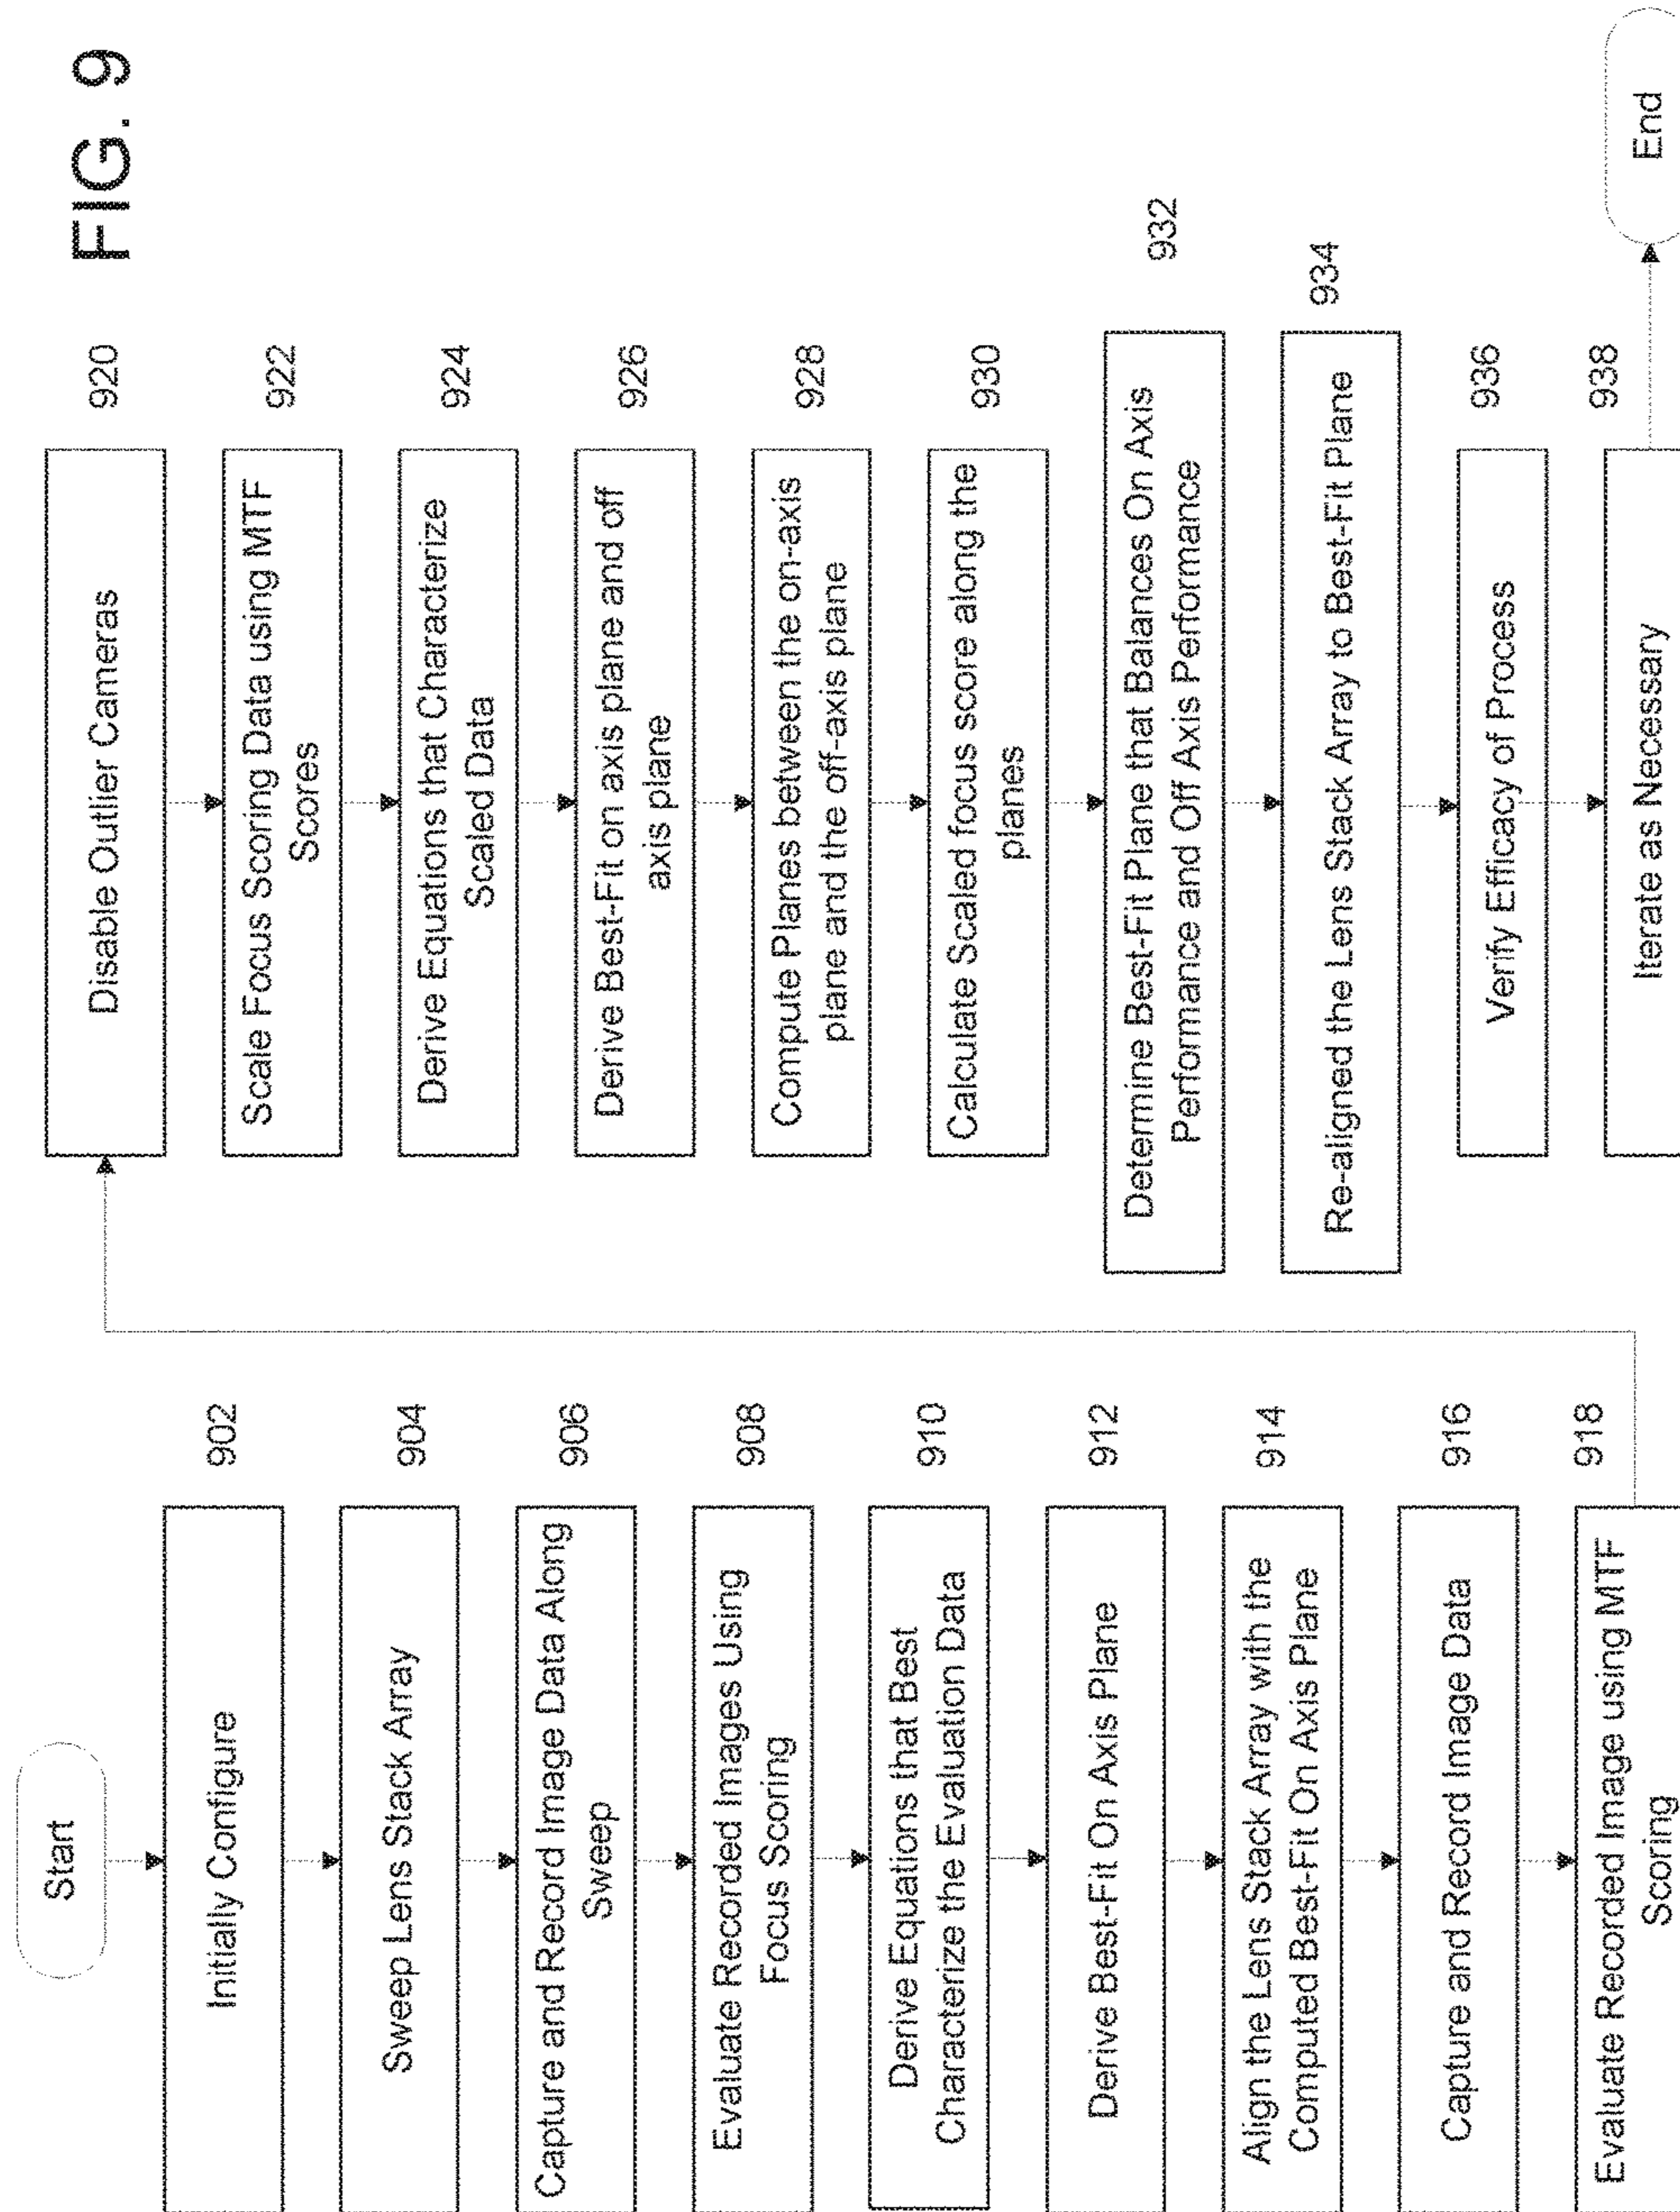 FIG. 9
Start
Initially Configure
902
Sweep Lens Stack Array
904
Capture and Record Image Data Along
Sweep
906
Evaluate Recorded Images Using
Focus Scoring
908
Derive Equations that Best
Characterize the Evaluation Data
910
Derive Best-Fit On Axis Plane
912
Align the Lens Stack Array with the
Computed Best-Fit On Axis Plane
914
Capture and Record Image Data
916
Evaluate Recorded Image using MTF
Scoring
918
Disable Outlier Cameras
920
Scale Focus Scoring Data using MTF
Scores
922
Derive Equations that Characterize
Scaled Data
924
Derive Best-Fit on axis plane and off
axis plane
926
Compute Planes between the on-axis
plane and the off-axis plane
928
Calculate Scaled focus score along the
planes
930
Determine Best-Fit Plane that Balances On Axis
Performance and Off Axis Performance
932
Re-aligned the Lens Stack Array to Best-Fit Plane
934
Verify Efficacy of Process
936
Iterate as Necessary
938
End